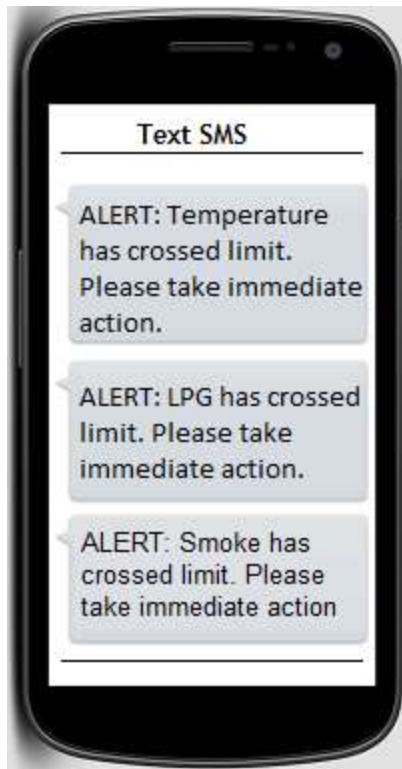 Text SMS
ALERT: Temperature
has crossed limit.
Please take immediate
action.
ALERT: LPG has crossed
limit. Please take
immediate action.
ALERT: Smoke has
crossed limit. Please
take immediate action